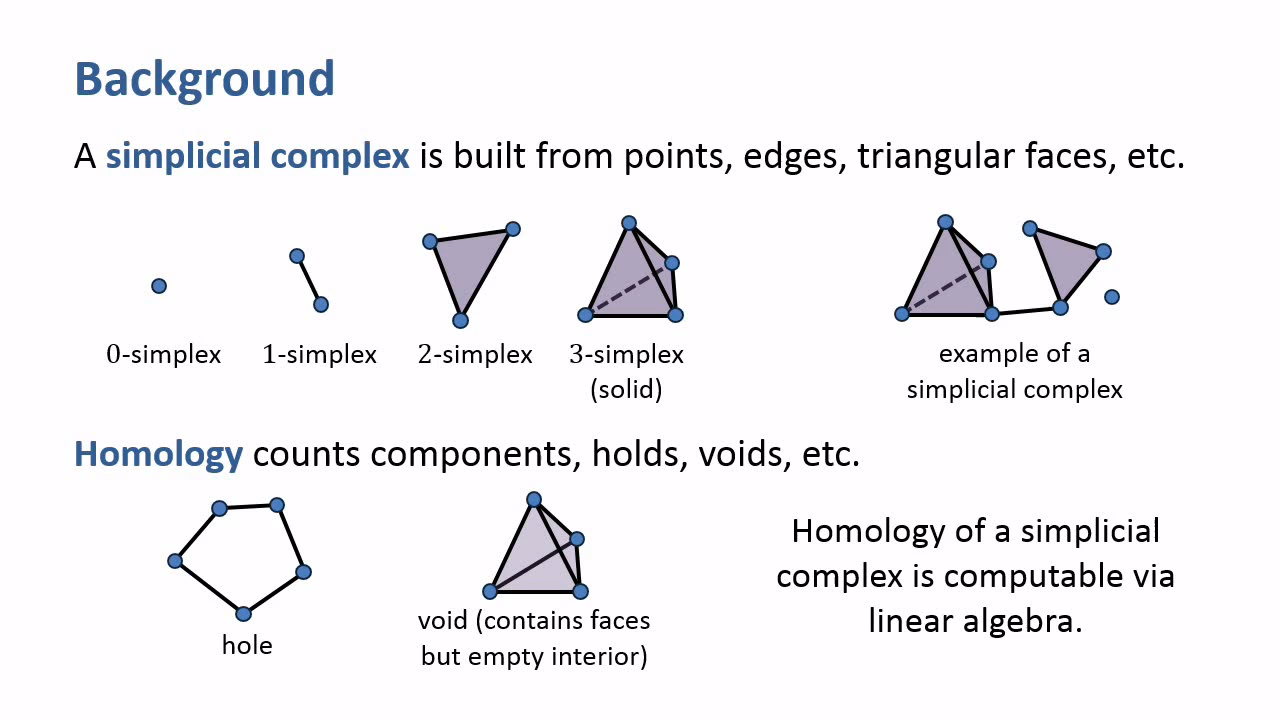 Background
A simplicial complex is built from points, edges, triangular faces, etc.
0-simplex
1-simplex
2-simplex
3-simplex
(solid)
example of a
simplicial complex
Homology counts components, holds, voids, etc.
hole
void (contains faces
but empty interior)
Homology of a simplicial
complex is computable via
linear algebra.